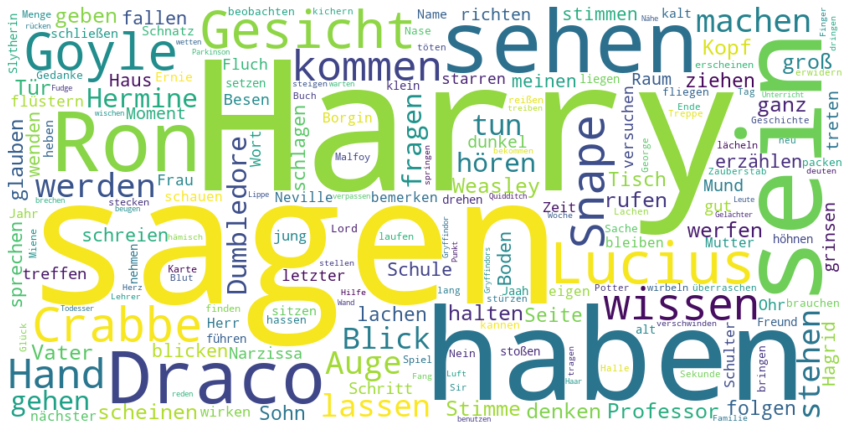 beobachten kichern Name richten stimmen kalt machen
Menge rücken geben fallen Gesicht sehen Slytherin schließen Schnatz Nase töten
Goyle wetten Parkinson kommen Nähe erscheinen Finger dringen erwidern
Gedanke Ernie Fluch setzen steigen warten starren meinen liegen Kopf groß
Tür Fudge Haus Besen Buch klein Raum ziehen Unterricht
flüstern Hermine Moment Borgin reißen treiben fliegen Ende Tag ganz treten
glauben wenden heben wischen Wort schlagen Malfoy springen fragen tun dunkel versuchen Treppe Geschichte neu
Ron Harry sein bekommen hören George lächeln Zauberstab deuten
werden Frau stecken Lippe verpassen Weasley Tisch erzählen packen Leute
brechen beugen schauen Neville bemerken drehen Quidditch Snape rufen Mund Gelächter
Jahr Miene hämisch sagen Zeit Woche Lachen gut werfen höhnen grinsen
sprechen schreien Dumbledore jung Lord laufen Gryffindor Punkt Gryffindors Boden Sache bleiben Mutter
treffen nehmen Karte Blut letzter stellen Hilfe Wand Schule lang Jaah stürzen Lucius eigen Potter wirbeln überraschen Ohr brauchen
Todesser Lehrer Herz finden sitzen hassen lachen halten Seite wissen alt verschwinden Freund
Glück Crabbe Herr führen Blick kennen haben stehen Hagrid
Vater blicken Narzissa Auge Spiel Nein stoßen tragen Halle Schulter bringen
Hand Draco Schritt Fang Luft Haar Sekunde
gehen scheinen reden wirken lassen Sir Stimme denken Professor folgen
nächster Sohn benutzen Familie